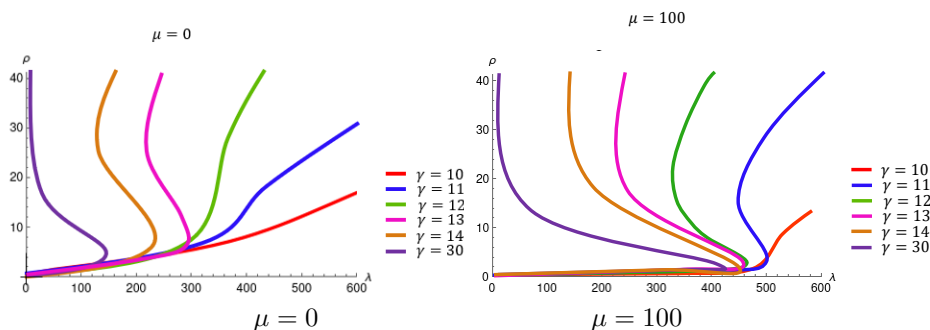 μ = 0
ρ
40
30
20
10
0 100 200 300 400 500 600 λ
γ = 10
γ = 11
γ = 12
γ = 13
γ = 14
γ = 30
μ = 0
μ = 100
ρ
40
30
20
10
0
0 100 200 300 400 500 600 λ
γ = 10
γ = 11
γ = 12
γ = 13
γ = 14
γ = 30
μ = 100